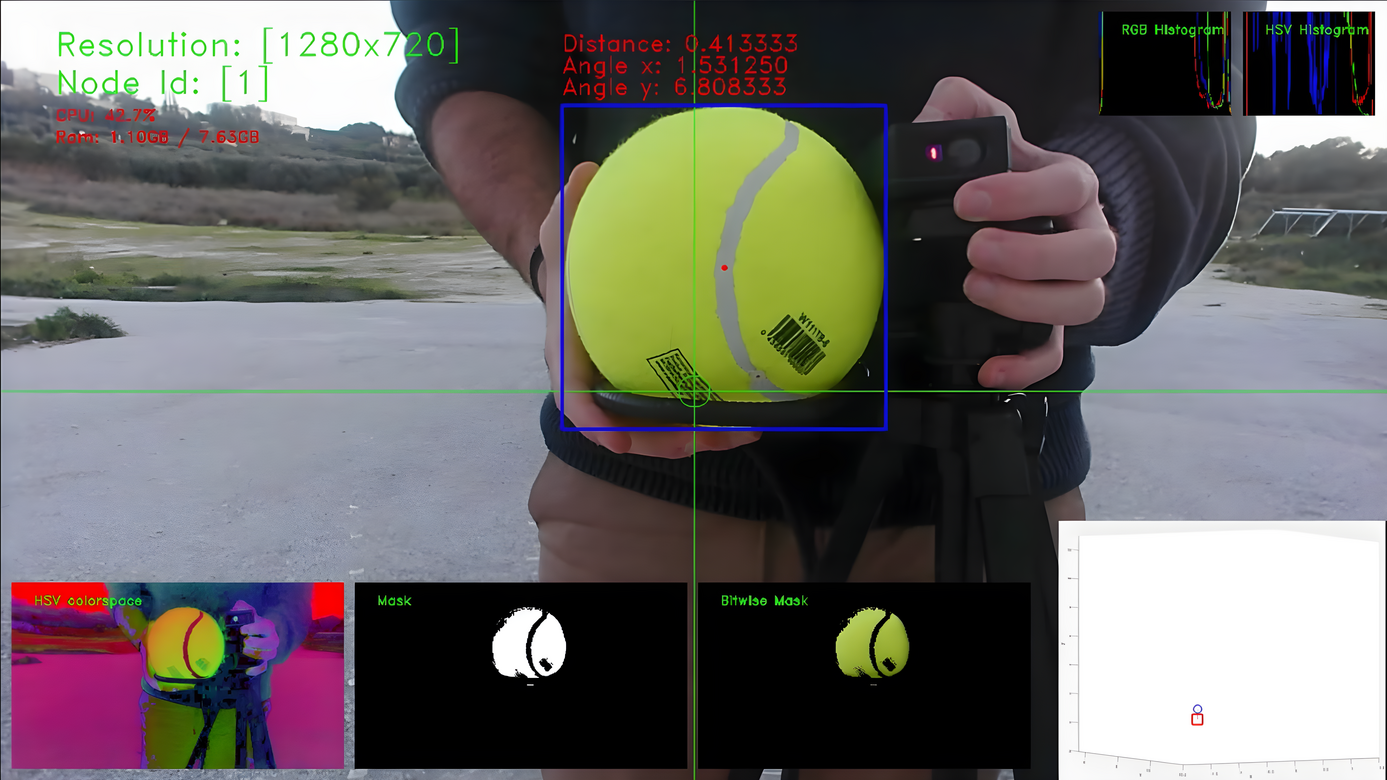 Resolution: [1280x720]
Node Id: [1]
CPU: 42.7%
Ram: 1.10GB / 7.63GB
Distance: 0.413333
Angle x: 1.531250
Angle y: 6.808333
RGB Histogram
HSV Histogram
HSV colorspace
Mask
Bitwise Mask